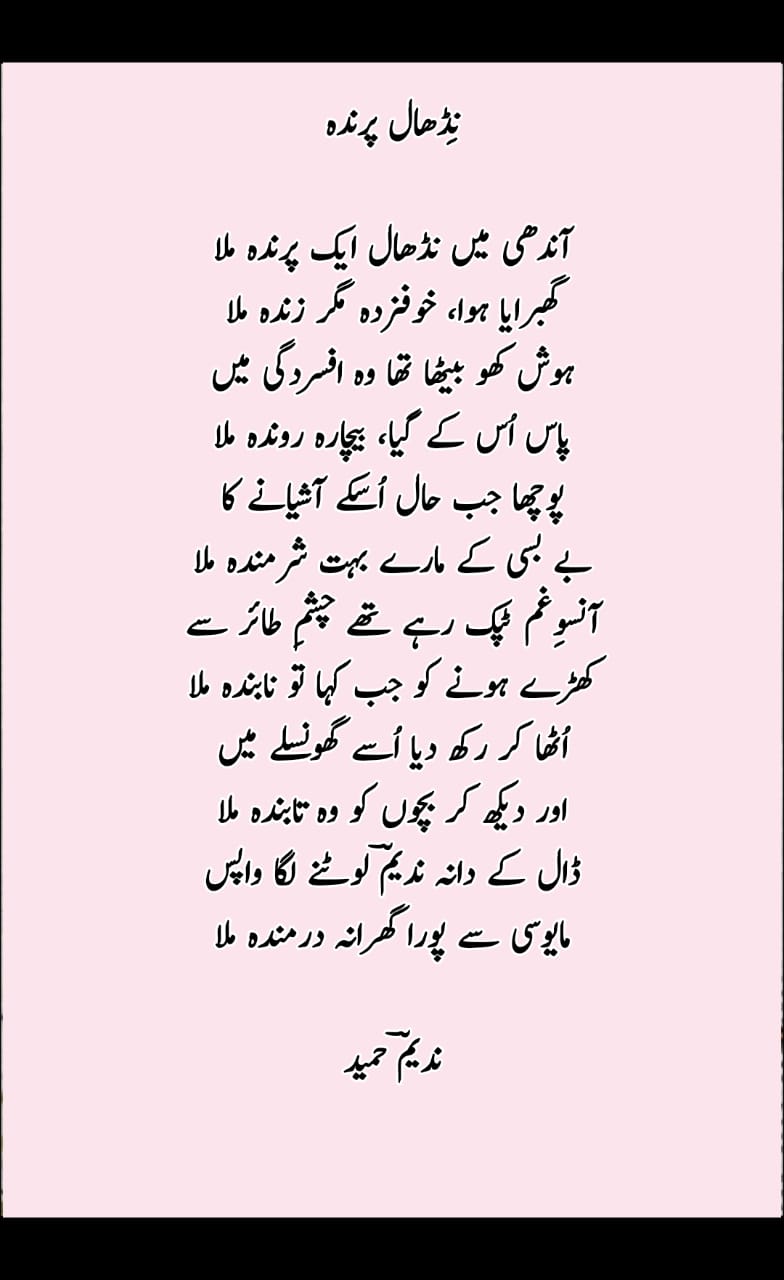 نِڈھال پرندہ
آندھی میں نڈھال ایک پرندہ ملا
گھبرایا ہوا، خوفزدہ مگر زندہ ملا
ہوش کھو بیٹھا تھا وہ افسردگی میں
پاس اُس کے گیا، بیچارہ روندہ ملا
پوچھا جب حال اُسکے آشیانے کا
بے بسی کے مارے بہت شرمندہ ملا
آنسوِغم ٹپک رہے تھے چشمِ طائر سے
کھڑے ہونے کو جب کہا تو نابندہ ملا
اُٹھا کر رکھ دیا اُسے گھونسلے میں
اور دیکھ کر بچوں کو وہ تابندہ ملا
ڈال کے دانہ ندیمؔ لوٹنے لگا واپس
مایوسی سے پورا گھرانہ درمندہ ملا
ندیمؔ حمید